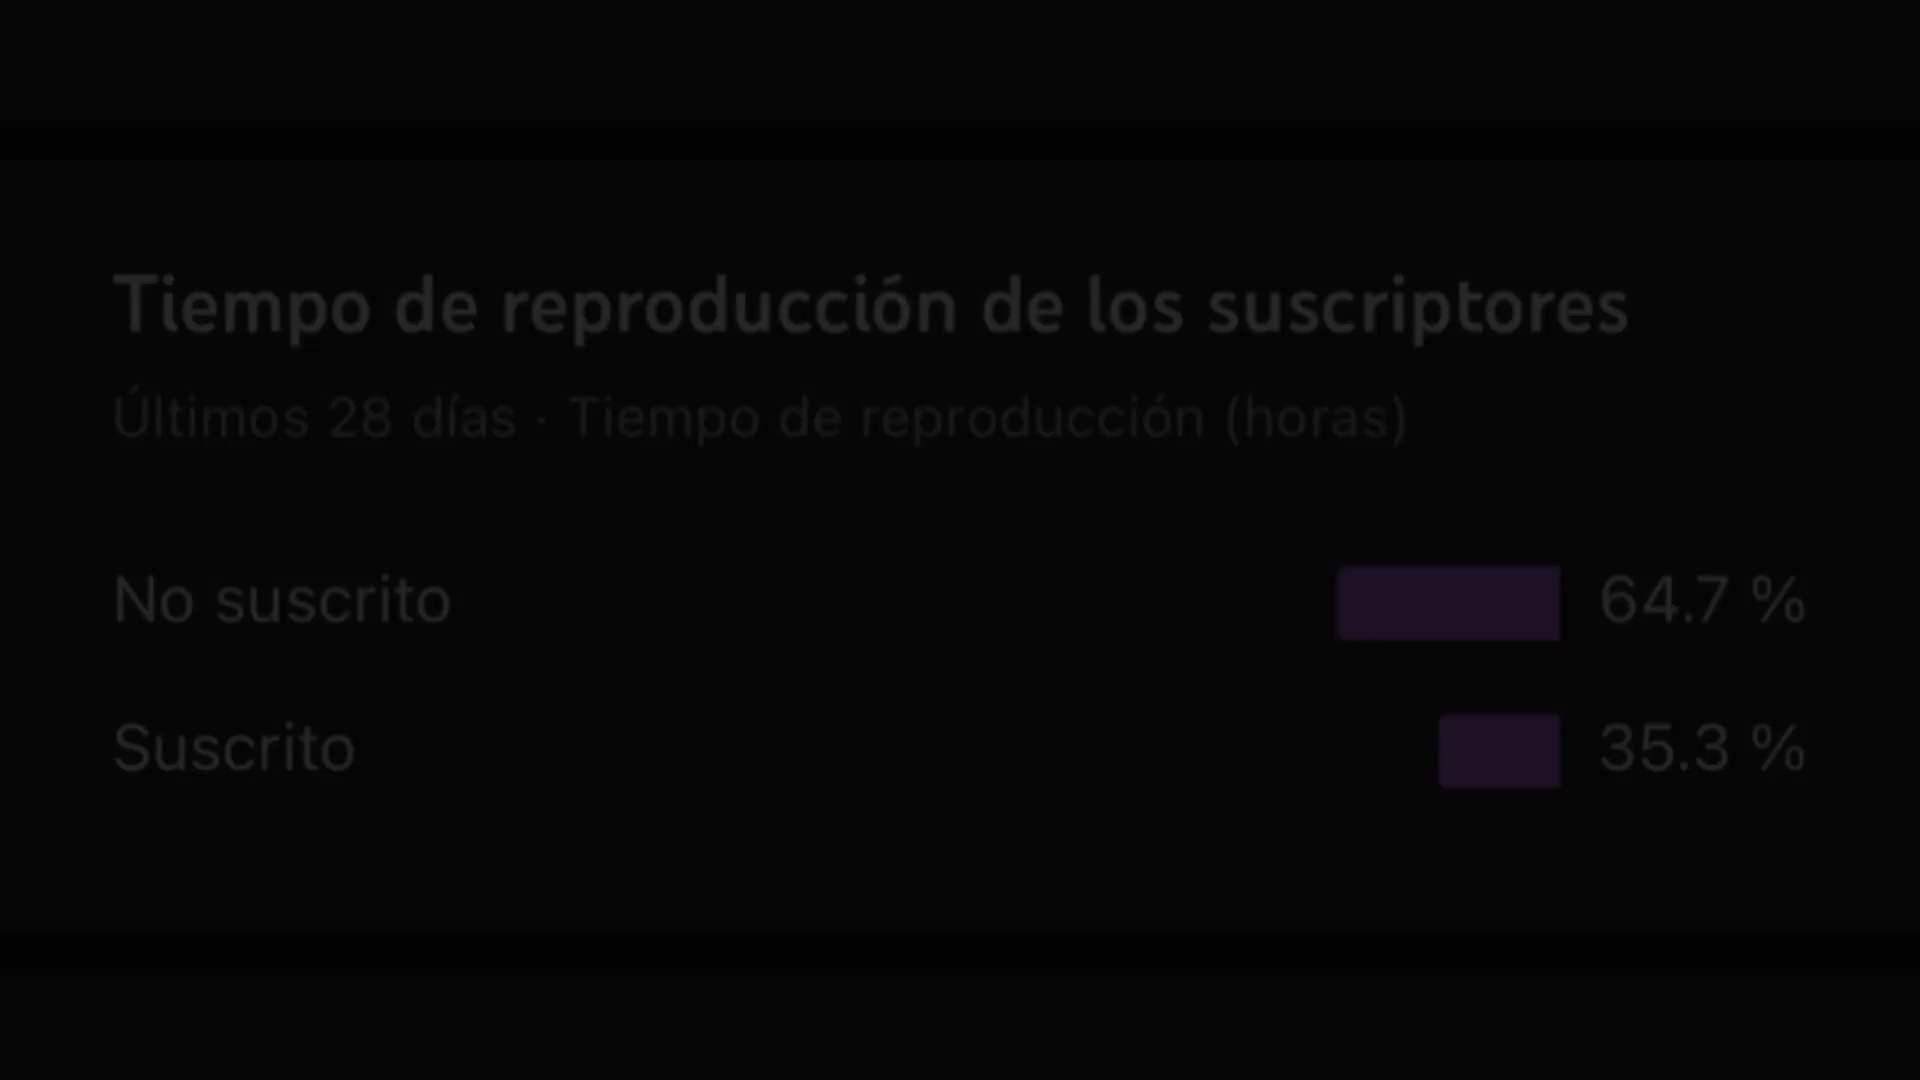 Tiempo de reproducción de los suscriptores
Últimos 28 días · Tiempo de reproducción (horas)
No suscrito 64.7 %
Suscrito 35.3 %